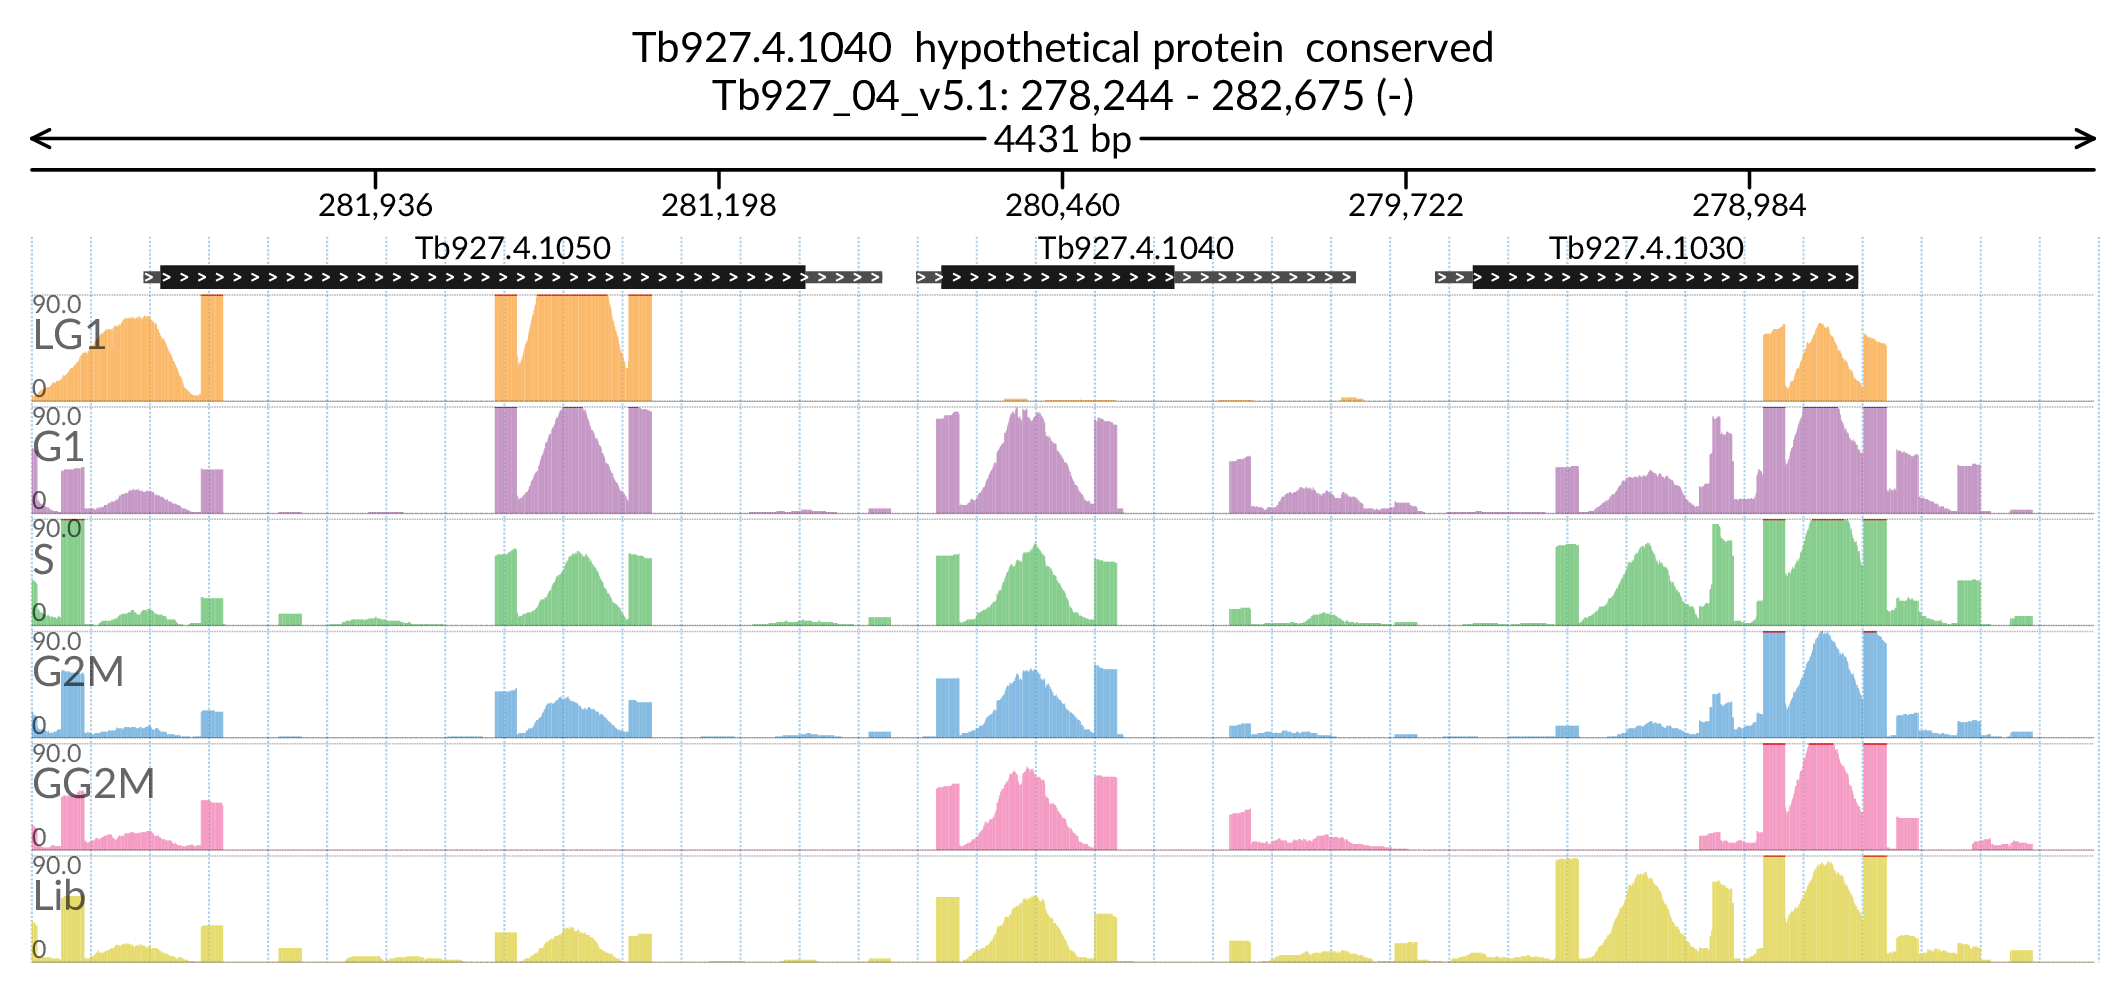 Tb927.4.1040 hypothetical protein conserved
Tb927_04_v5.1: 278,244 - 282,675 (-)
4431 bp
281,936 281,198 280,460 279,722 278,984
Tb927.4.1050 Tb927.4.1040 Tb927.4.1030
90.0
LG1
0
90.0
G1
0
90.0
S
0
90.0
G2M
0
90.0
GG2M
0
90.0
Lib
0